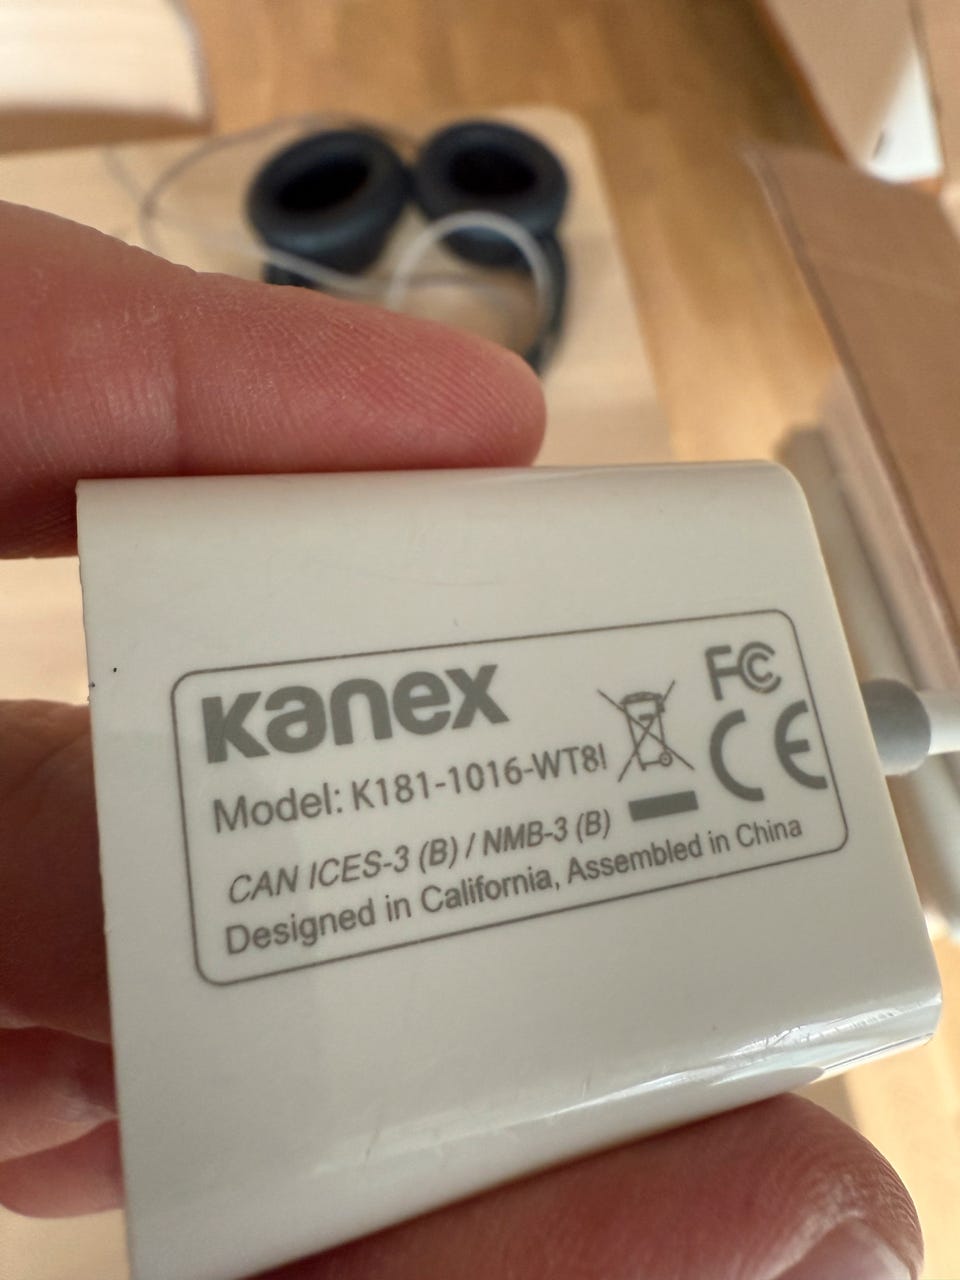 Kanex
Model: K181-1016-WT8I
CAN ICES-3 (B) / NMB-3 (B)
Designed in California, Assembled in China
FC
CE